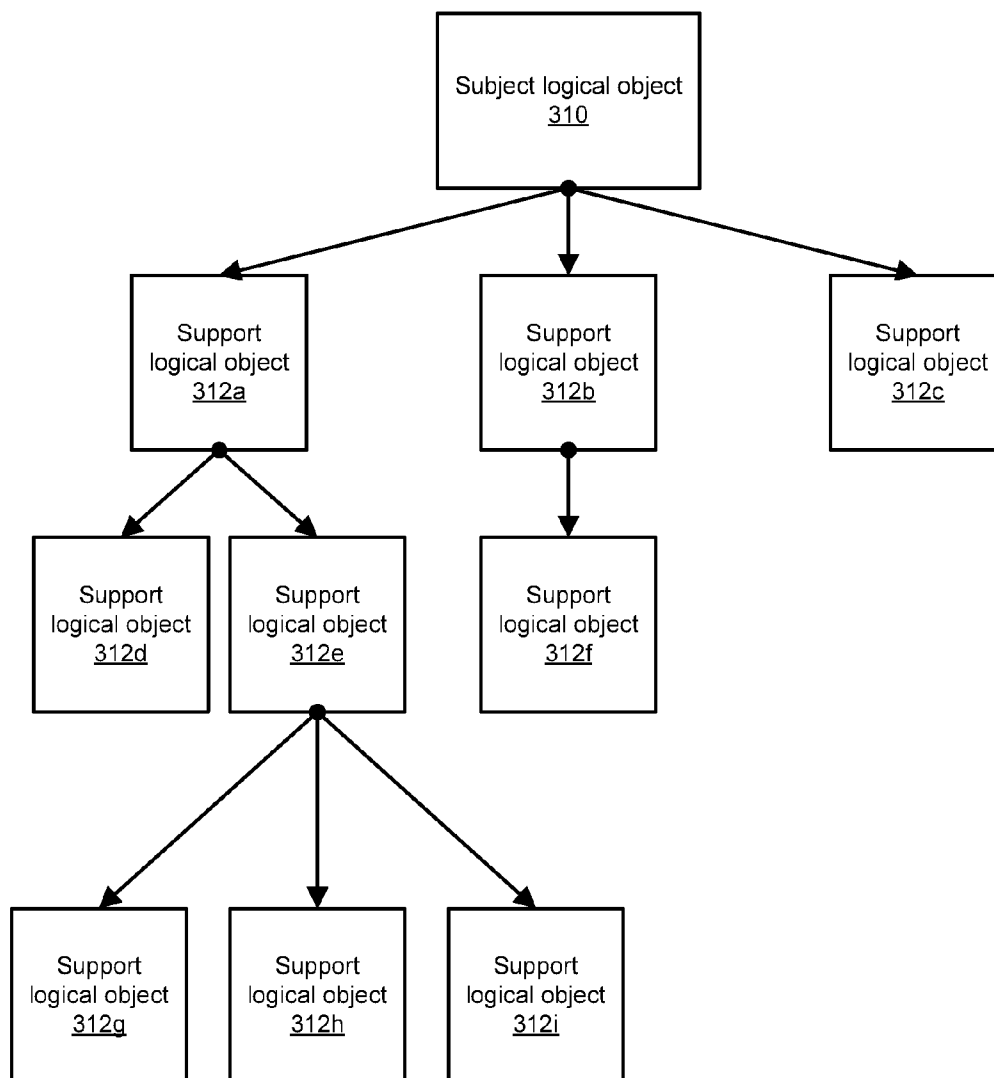 Subject logical object
310
Support
logical object
312a
Support
logical object
312b
Support
logical object
312c
Support
logical object
312d
Support
logical object
312e
Support
logical object
312f
Support
logical object
312g
Support
logical object
312h
Support
logical object
312i